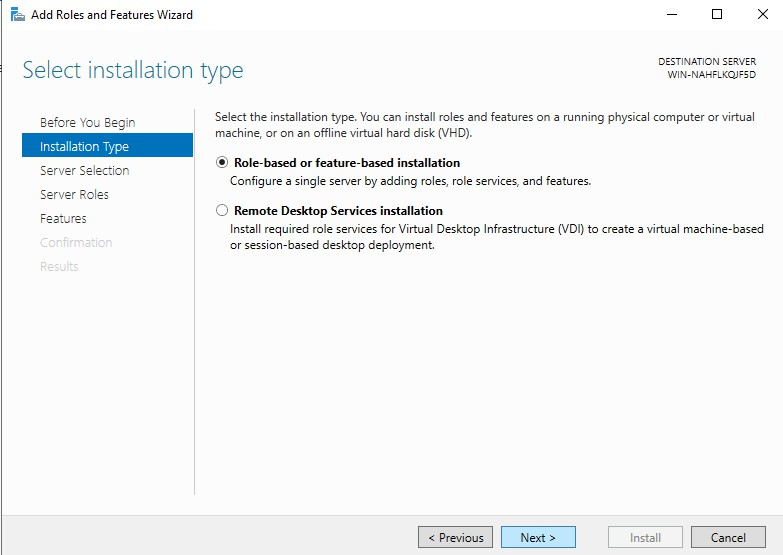 Add Roles and Features Wizard
Select installation type
DESTINATION SERVER
WIN-NAHFLKQJF5D
Before You Begin
Installation Type
Server Selection
Server Roles
Features
Confirmation
Results
Select the installation type. You can install roles and features on a running physical computer or virtual
machine, or on an offline virtual hard disk (VHD).
Role-based or feature-based installation
Configure a single server by adding roles, role services, and features.
Remote Desktop Services installation
Install required role services for Virtual Desktop Infrastructure (VDI) to create a virtual machine-based
or session-based desktop deployment.
< Previous
Next >
Install
Cancel